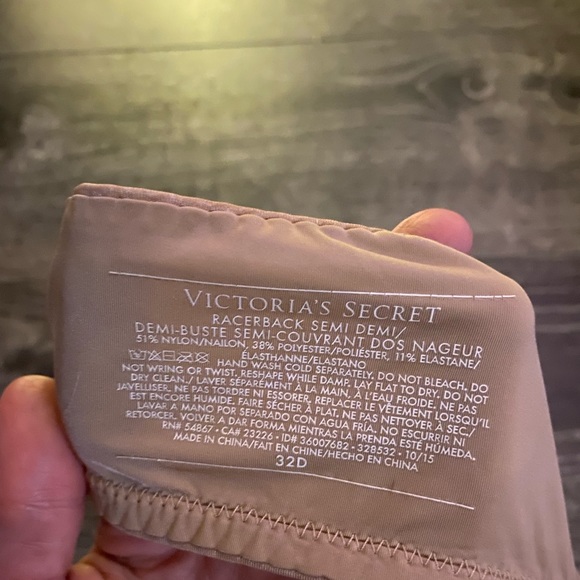 VICTORIA'S SECRET
RACERBACK SEMI DEMI/
DEMI-BUSTE SEMI-COUVRANT DOS NAGEUR
51% NYLON/NAILON, 38% POLYESTER/POLIÉSTER, 11% ELASTANE/
ÉLASTHANNE/ELASTANO
HAND WASH COLD SEPARATELY. DO NOT BLEACH. DO
NOT WRING OR TWIST. RESHAPE WHILE DAMP. LAY FLAT TO DRY. DO NOT
DRY CLEAN./ LAVER SÉPARÉMENT À LA MAIN, À L'EAU FROIDE. NE PAS
JAVELLISER. NE PAS TORDRE NI ESSORER. REPLACER LE VÊTEMENT LORSQU'IL
EST ENCORE HUMIDE. FAIRE SÉCHER À PLAT. NE PAS NETTOYER À SEC./
LAVAR A MANO POR SEPARADO CON AGUA FRÍA. NO ESCURRIR NI
RETORCER. VOLVER A DAR FORMA MIENTRAS LA PRENDA ESTÉ HÚMEDA.
RN# 54867 • CA# 23226 • ID# 36007682 • 328532 • 10/15
MADE IN CHINA/FAIT EN CHINE/HECHO EN CHINA
32D